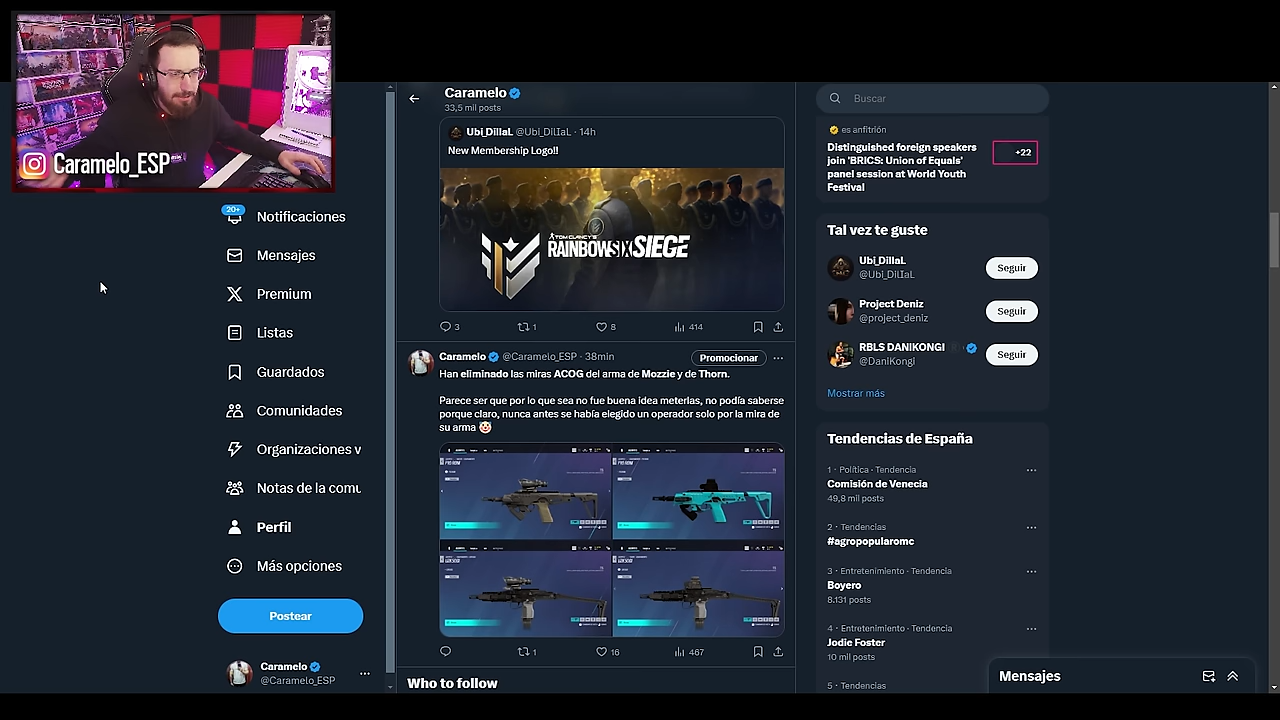 Caramelo_ESP
20+
Notificaciones
Mensajes
Premium
Listas
Guardados
Comunidades
Organizaciones v
Notas de la comu
Perfil
Más opciones
Postear
Caramelo
@Caramelo_ESP
Caramelo
33,5 mil posts
Ubi_DillaL @Ubi_DilIaL · 14h
New Membership Logo!!
TOM CLANCY'S
RAINBOWSIX SIEGE
3
1
8
414
Caramelo @Caramelo_ESP · 38min
Promocionar
Han eliminado las miras ACOG del arma de Mozzie y de Thorn.
Parece ser que por lo que sea no fue buena idea meterlas, no podía saberse
porque claro, nunca antes se había elegido un operador solo por la mira de
su arma 🤡
1
16
467
Who to follow
Buscar
es anfitrión
Distinguished foreign speakers
join 'BRICS: Union of Equals'
panel session at World Youth
Festival
+22
Tal vez te guste
Ubi_DillaL
@Ubi_DilIaL
Seguir
Project Deniz
@project_deniz
Seguir
RBLS DANIKONGI
@DaniKongi
Seguir
Mostrar más
Tendencias de España
1 · Política · Tendencia
Comisión de Venecia
49,8 mil posts
2 · Tendencias
#agropopularomc
3 · Entretenimiento · Tendencia
Boyero
8.131 posts
4 · Entretenimiento · Tendencia
Jodie Foster
10 mil posts
5 · Tendencias
Mensajes